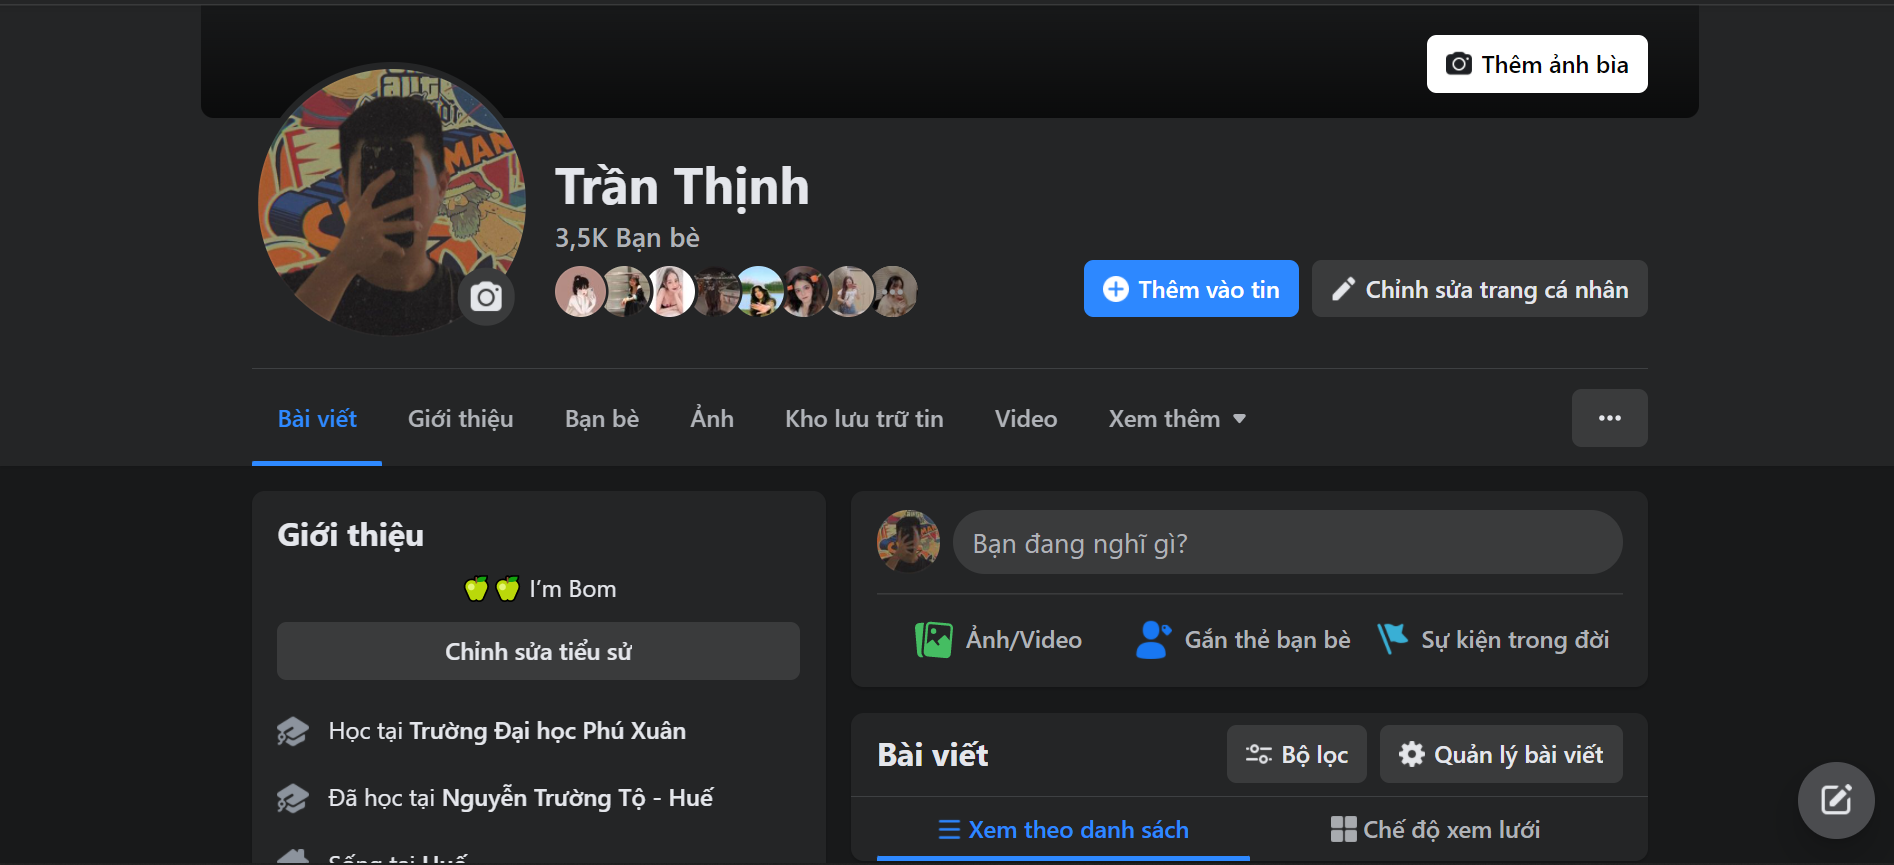 Thêm ảnh bìa
MAN
Trần Thịnh
3,5K Bạn bè
Thêm vào tin
Chỉnh sửa trang cá nhân
Bài viết
Giới thiệu
Bạn bè
Ảnh
Kho lưu trữ tin
Video
Xem thêm
Giới thiệu
🍏🍏 I’m Bom
Chỉnh sửa tiểu sử
Học tại Trường Đại học Phú Xuân
Đã học tại Nguyễn Trường Tộ - Huế
Sống tại Huế
Bạn đang nghĩ gì?
Ảnh/Video
Gắn thẻ bạn bè
Sự kiện trong đời
Bài viết
Bộ lọc
Quản lý bài viết
Xem theo danh sách
Chế độ xem lưới